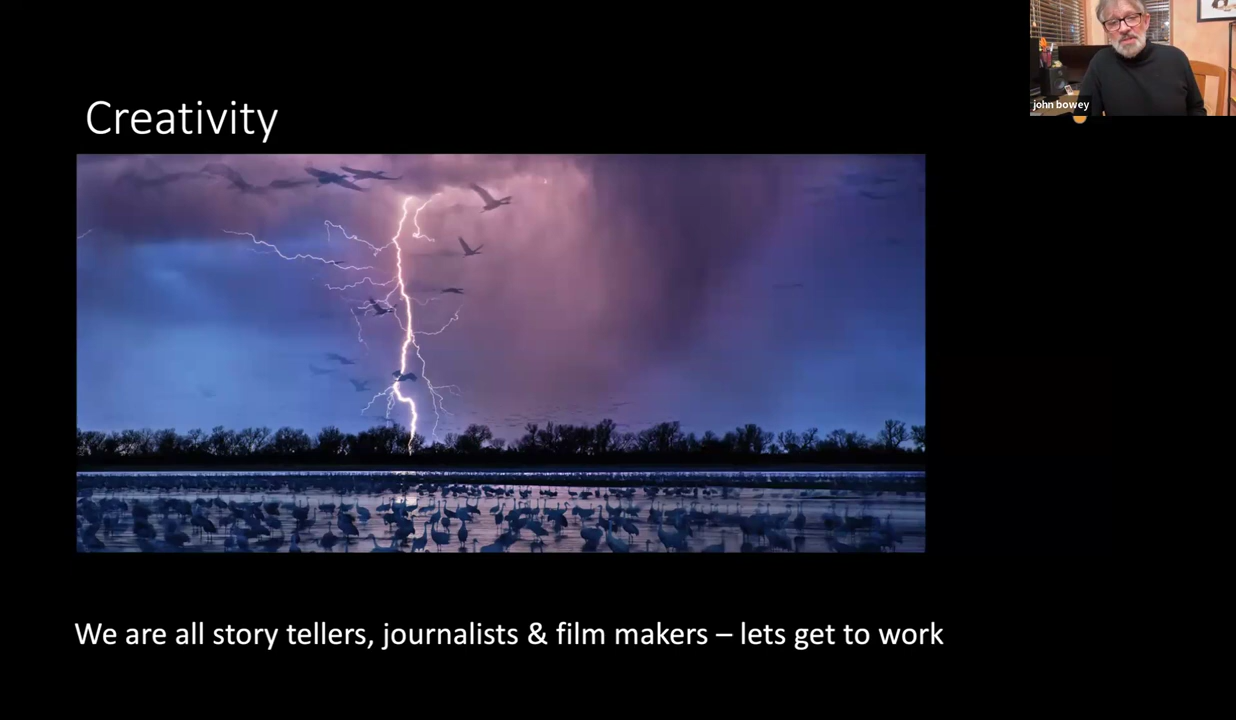 john bowey
Creativity
We are all story tellers, journalists & film makers – lets get to work